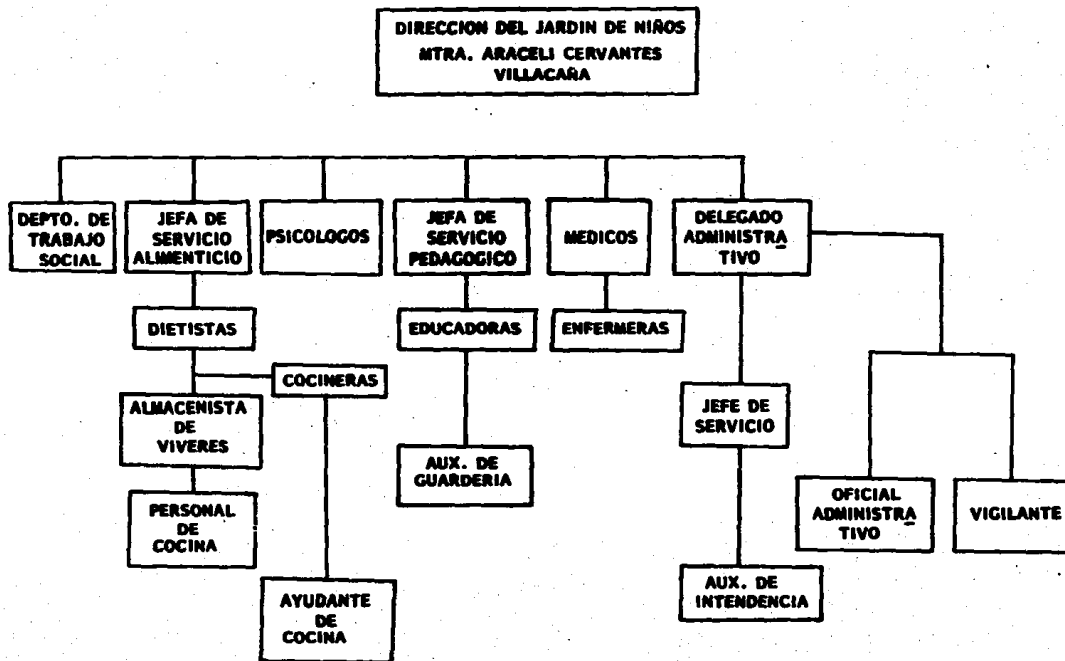 DIRECCION DEL JARDIN DE NIÑOS
MTRA. ARACELI CERVANTES
VILLACAÑA
DEPTO. DE
TRABAJO
SOCIAL
JEFA DE
SERVICIO
ALIMENTICIO
PSICOLOGOS
JEFA DE
SERVICIO
PEDAGOGICO
MEDICOS
DELEGADO
ADMINISTRA
TIVO
DIETISTAS
EDUCADORAS
ENFERMERAS
COCINERAS
ALMACENISTA
DE
VIVERES
JEFE DE
SERVICIO
AUX. DE
GUARDERIA
PERSONAL
DE
COCINA
OFICIAL
ADMINISTRA
TIVO
VIGILANTE
AYUDANTE
DE
COCINA
AUX. DE
INTENDENCIA